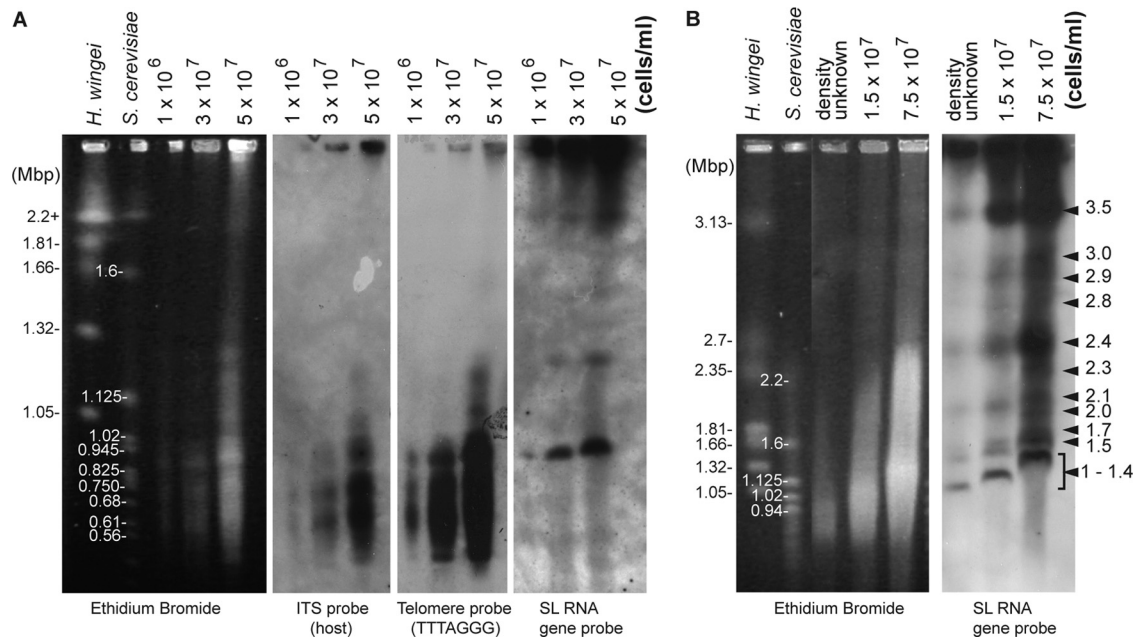 A
H. wingei
S. cerevisiae
1 x 10^6
3 x 10^7
5 x 10^7
1 x 10^6
3 x 10^7
5 x 10^7
1 x 10^6
3 x 10^7
5 x 10^7
1 x 10^6
3 x 10^7
5 x 10^7
(cells/ml)
(Mbp)
2.2+
1.81-
1.66-
1.6-
1.32-
1.125-
1.05-
1.02-
0.945-
0.825-
0.750-
0.68-
0.61-
0.56-
Ethidium Bromide
ITS probe
(host)
Telomere probe
(TTTAGGG)
SL RNA
gene probe
B
H. wingei
S. cerevisiae
density
unknown
1.5 x 10^7
7.5 x 10^7
density
unknown
1.5 x 10^7
7.5 x 10^7
(cells/ml)
(Mbp)
3.13-
2.7-
2.35-
2.2-
1.81-
1.66-
1.6-
1.32-
1.125-
1.05-
1.02-
0.94-
3.5
3.0
2.9
2.8
2.4
2.3
2.1
2.0
1.7
1.5
1 - 1.4
Ethidium Bromide
SL RNA
gene probe